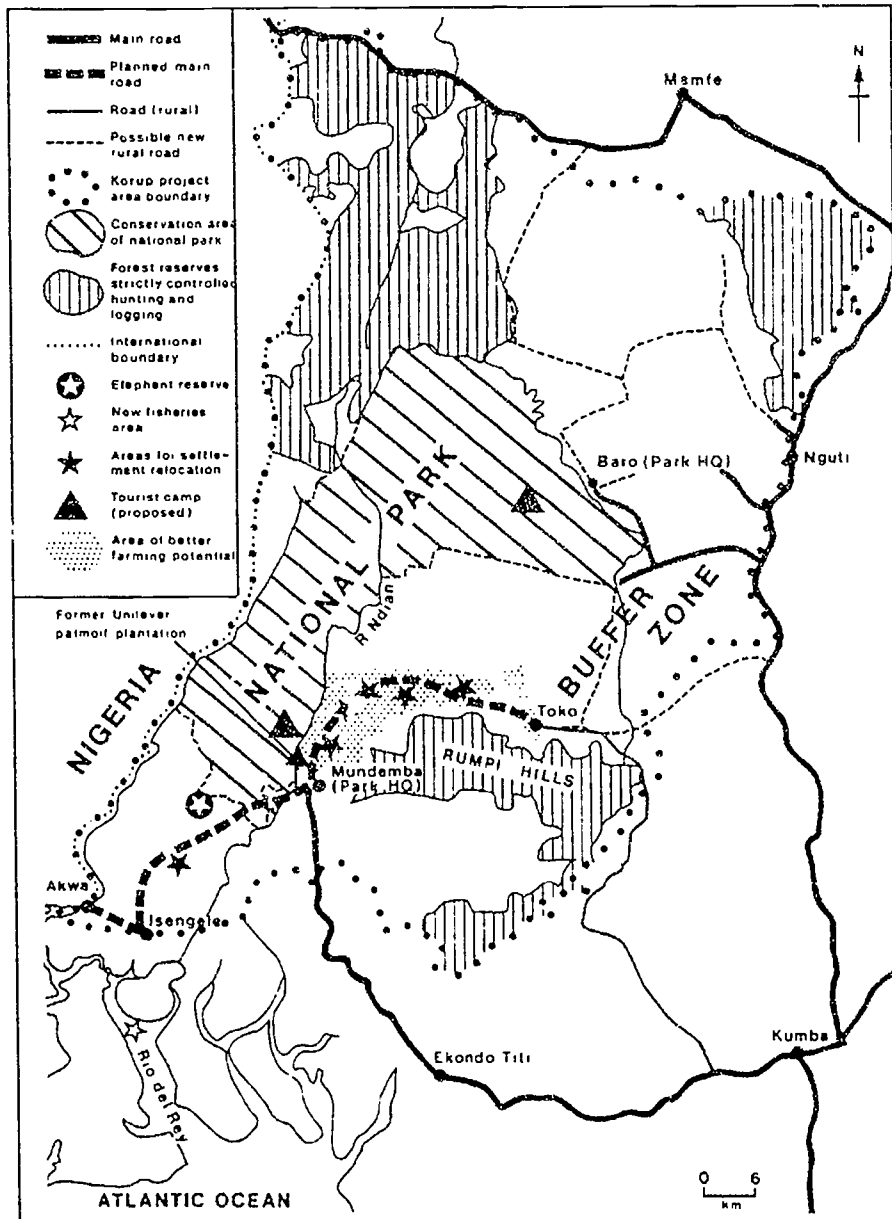 Main road
Planned main
road
Road (rural)
Possible new
rural road
Korup project
area boundary
Conservation area
of national park
Forest reserves
strictly controlled
hunting and
logging
International
boundary
Elephant reserve
New fisheries
area
Areas for settle-
ment relocation
Tourist camp
(proposed)
Area of better
farming potential
N
Mamfe
Baro (Park HQ)
Nguti
NATIONAL PARK
R Ndian
BUFFER
ZONE
Former Unilever
palmoil plantation
NIGERIA
Toko
RUMPI HILLS
Mundemba
(Park HQ)
Akwa
Isengele
Rio del Rey
Ekondo Titi
Kumba
0 6
km
ATLANTIC OCEAN